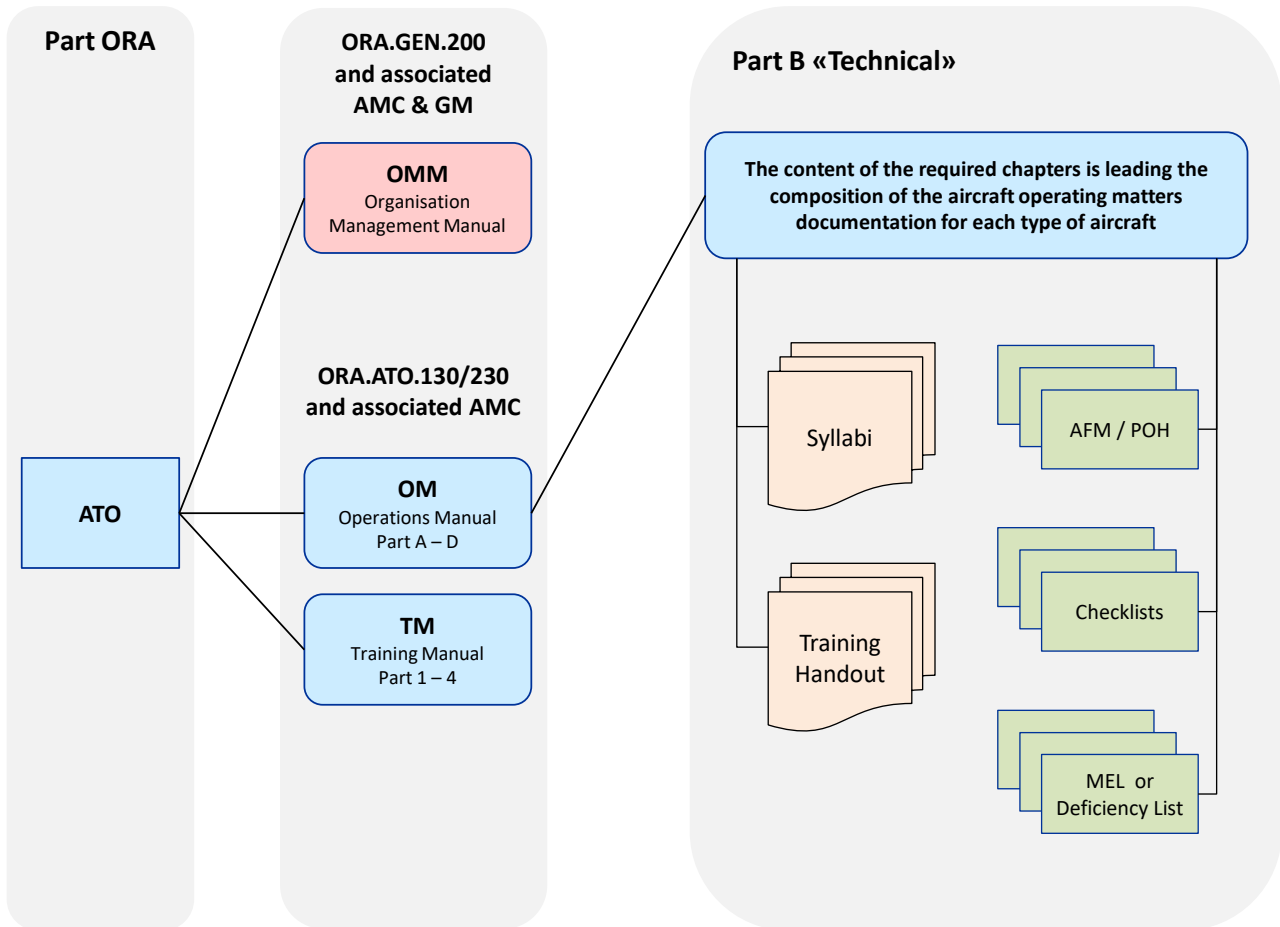 Part ORA
ORA.GEN.200
and associated
AMC & GM
OMM
Organisation
Management Manual
ORA.ATO.130/230
and associated AMC
ATO
OM
Operations Manual
Part A – D
TM
Training Manual
Part 1 – 4
Part B «Technical»
The content of the required chapters is leading the
composition of the aircraft operating matters
documentation for each type of aircraft
Syllabi
Training
Handout
AFM / POH
Checklists
MEL or
Deficiency List